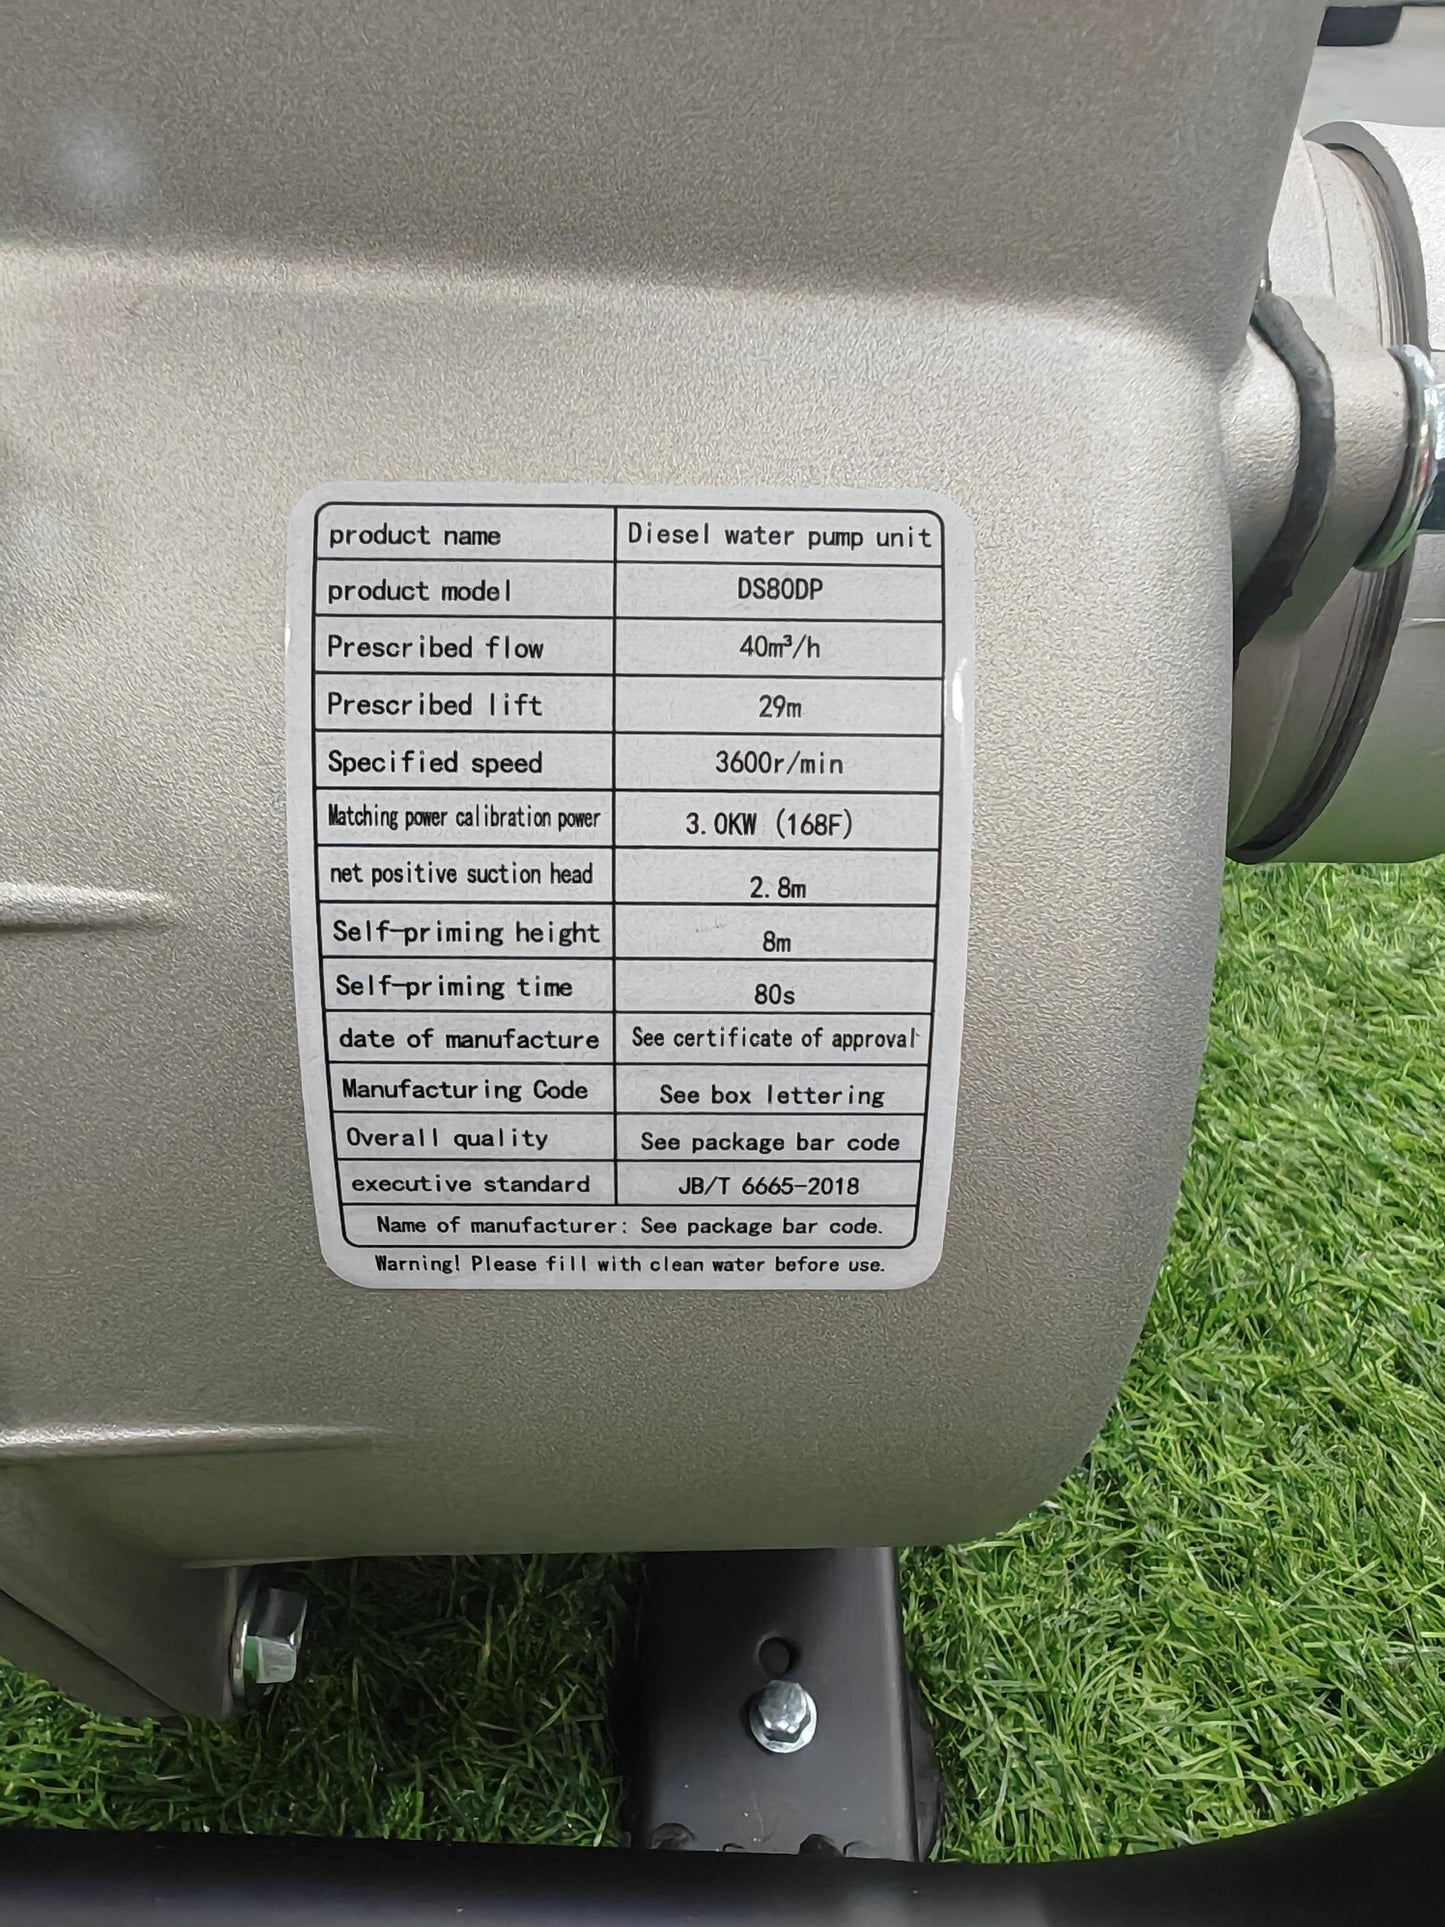 product name Diesel water pump unit
product model DS80DP
Prescribed flow 40m³/h
Prescribed lift 29m
Specified speed 3600r/min
Matching power calibration power 3.0KW (168F)
net positive suction head 2.8m
Self-priming height 8m
Self-priming time 80s
date of manufacture See certificate of approval
Manufacturing Code See box lettering
Overall quality See package bar code
executive standard JB/T 6665-2018
Name of manufacturer: See package bar code.
Warning! Please fill with clean water before use.